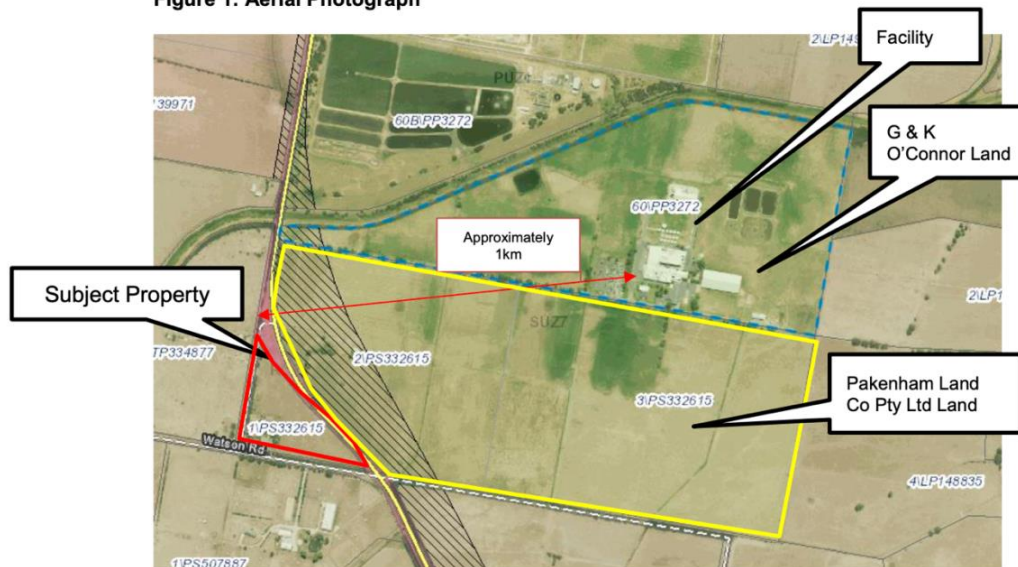 Figure 1: Aerial Photograph
Facility
2\LP149
PUZ
39971
60B\PP3272
G & K
O'Connor Land
60\PP3272
Approximately
1km
Subject Property
2\LP1
SUZ7
TP334877
2\PS332615
3\PS332615
Pakenham Land
Co Pty Ltd Land
1\PS332615
Watson Rd
4\LP148835
1\PS507887